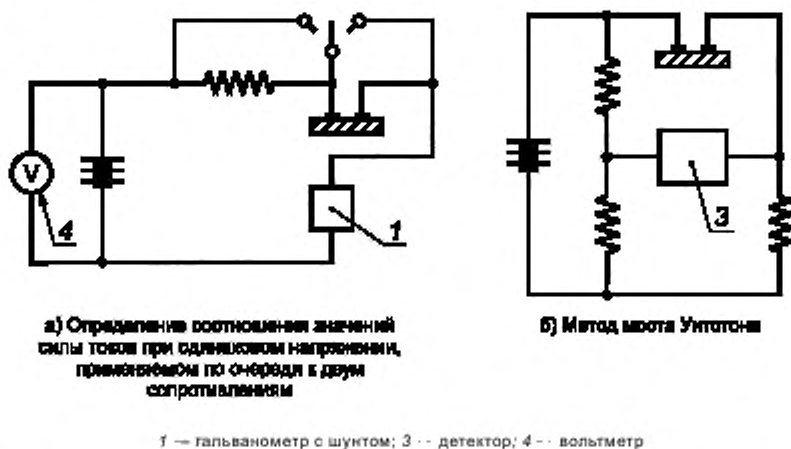 V
4
1
3
а) Определение соотношения значений
силы токов при одинаковом напряжении,
применяемом по очереди к двум
сопротивлениям
б) Метод моста Уитстона
1 — гальванометр с шунтом; 3 - - детектор; 4 - - вольтметр